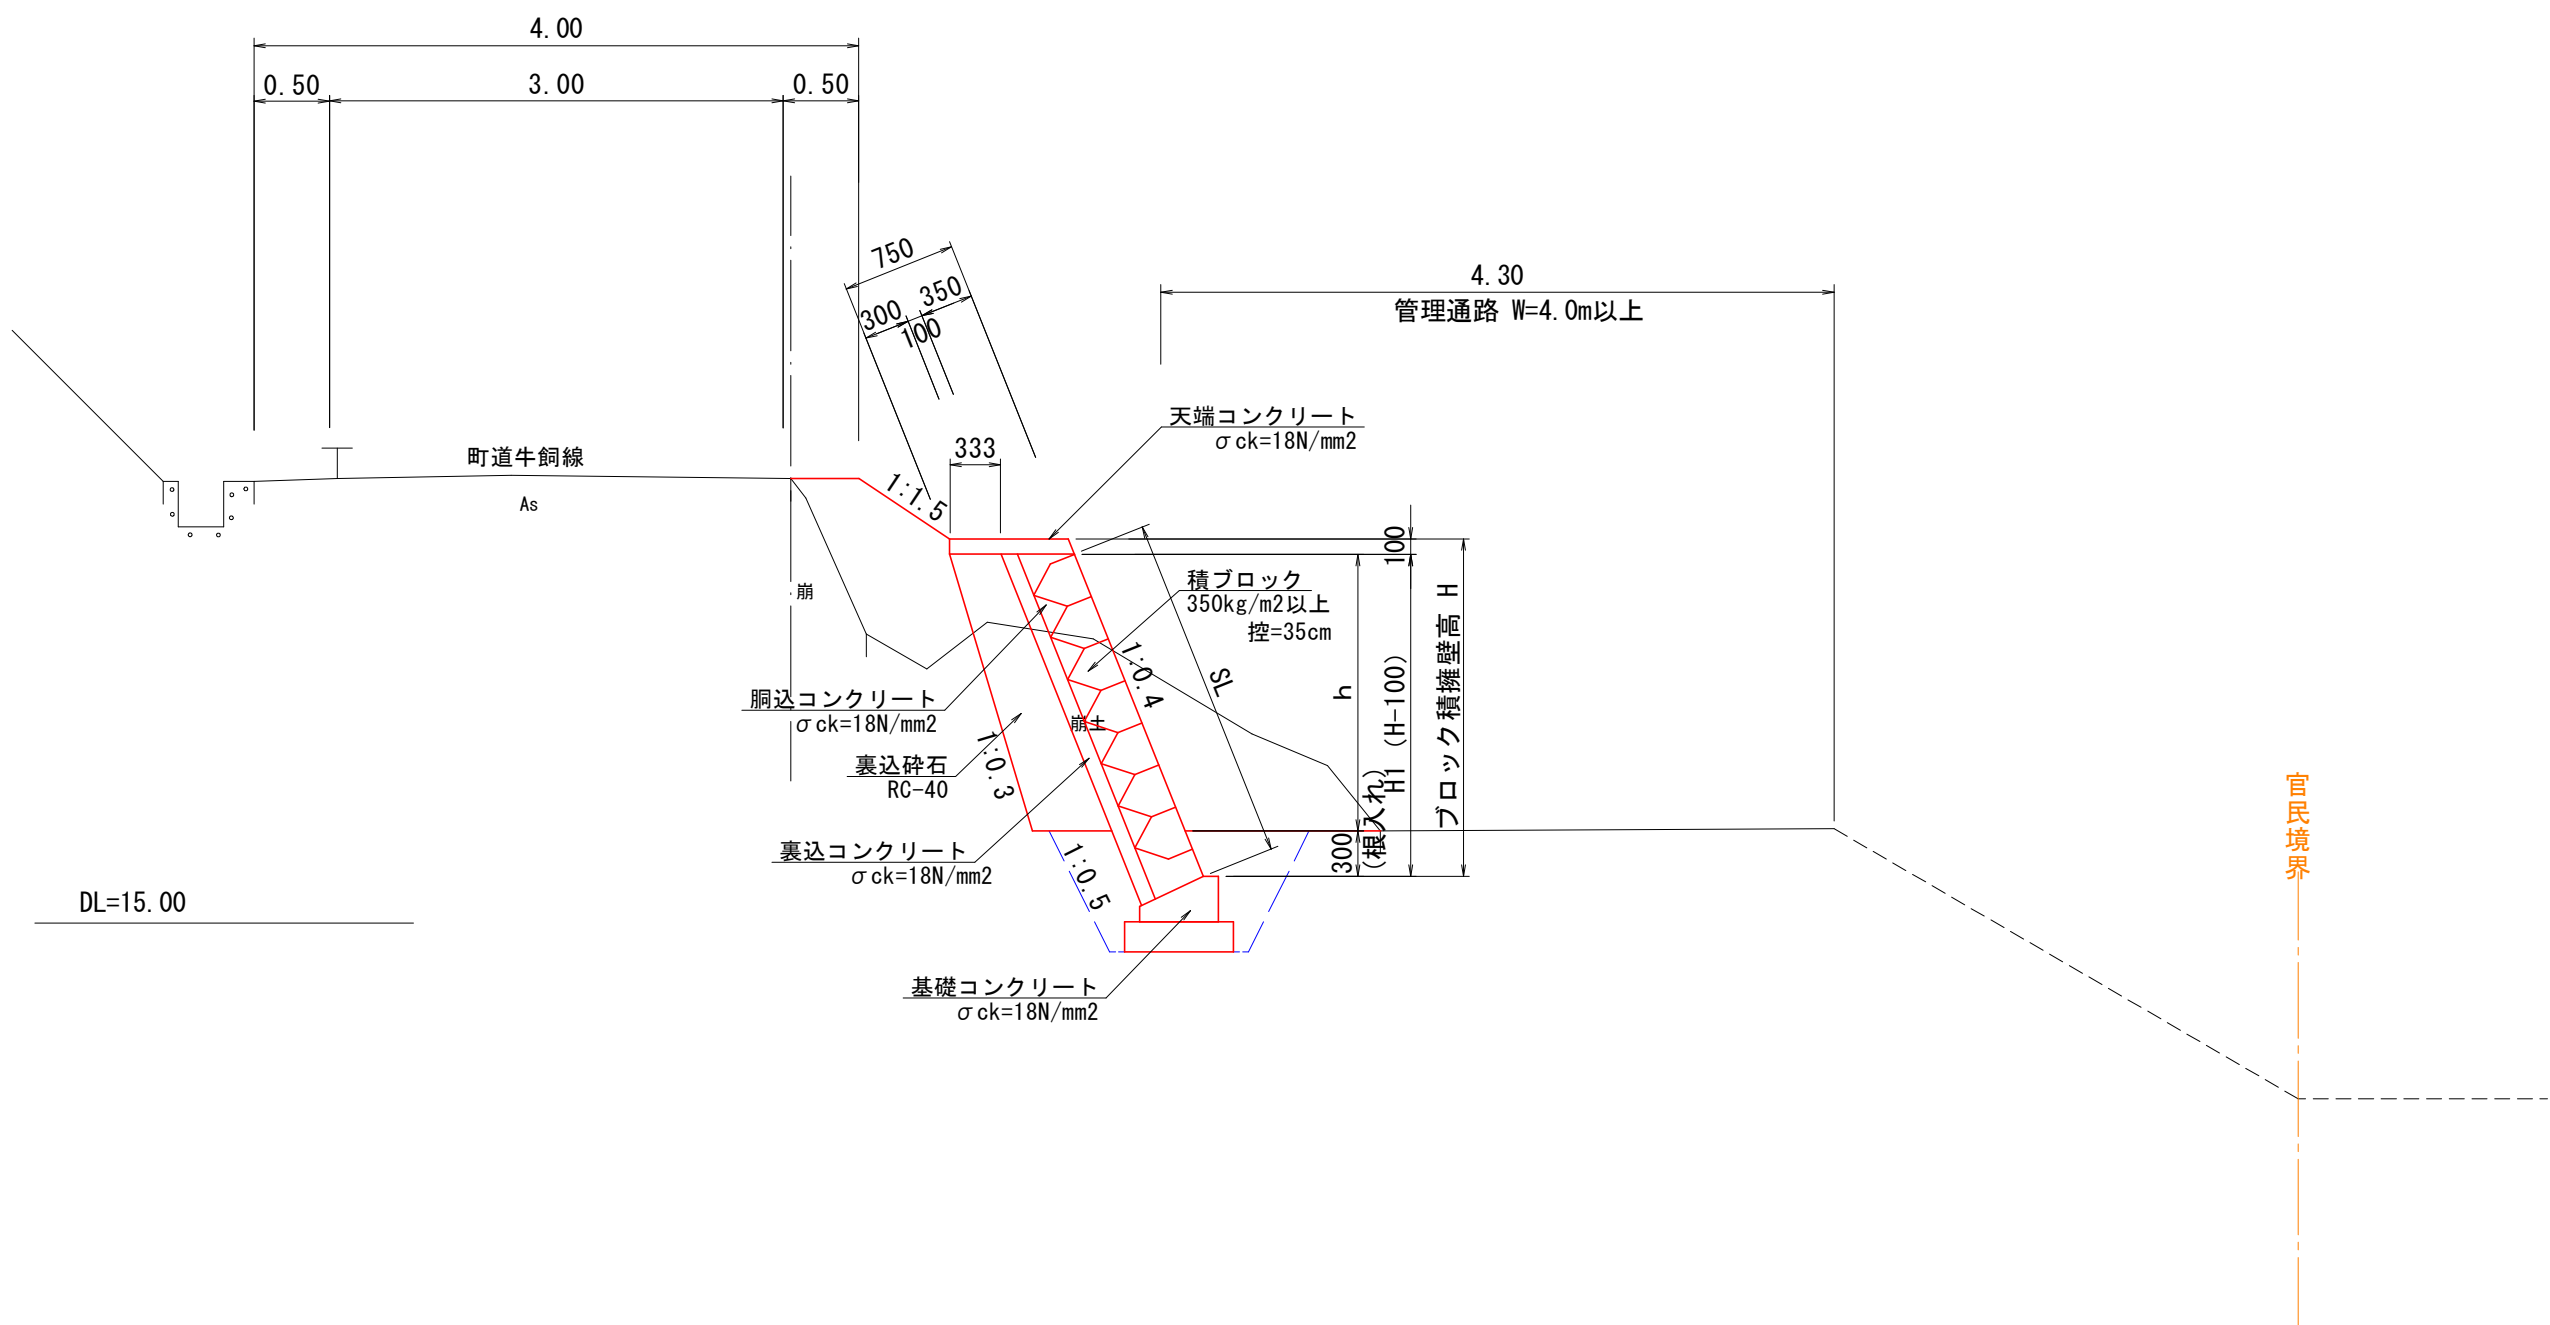 4.00
0.50
3.00
0.50
750
300
100
350
4.30
管理通路 W=4.0m以上
天端コンクリート
σck=18N/mm2
333
町道牛飼線
As
1:1.5
100
積ブロック
350kg/m2以上
控=35cm
崩
1:0.4
SL
h
H1 (H-100)
ブロック積擁壁高 H
胴込コンクリート
σck=18N/mm2
崩土
裏込砕石
RC-40
1:0.3
裏込コンクリート
σck=18N/mm2
1:0.5
300
(根入れ)
官民境界
DL=15.00
基礎コンクリート
σck=18N/mm2